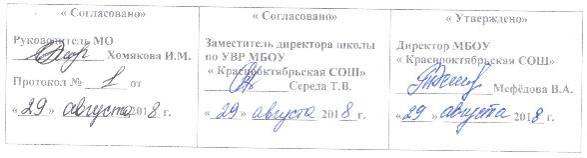 « Согласовано»
Руководитель МО
Хомякова И.М.
Протокол № 1 от
« 29 » августа 2018 г.
« Согласовано»
Заместитель директора школы
по УВР МБОУ
« Краснооктябрьская СОШ»
Середа Т.В.
« 29 » августа 2018 г.
« Утверждено»
Директор МБОУ
« Краснооктябрьская СОШ»
Мефёдова В.А.
« 29 » августа 2018 г.